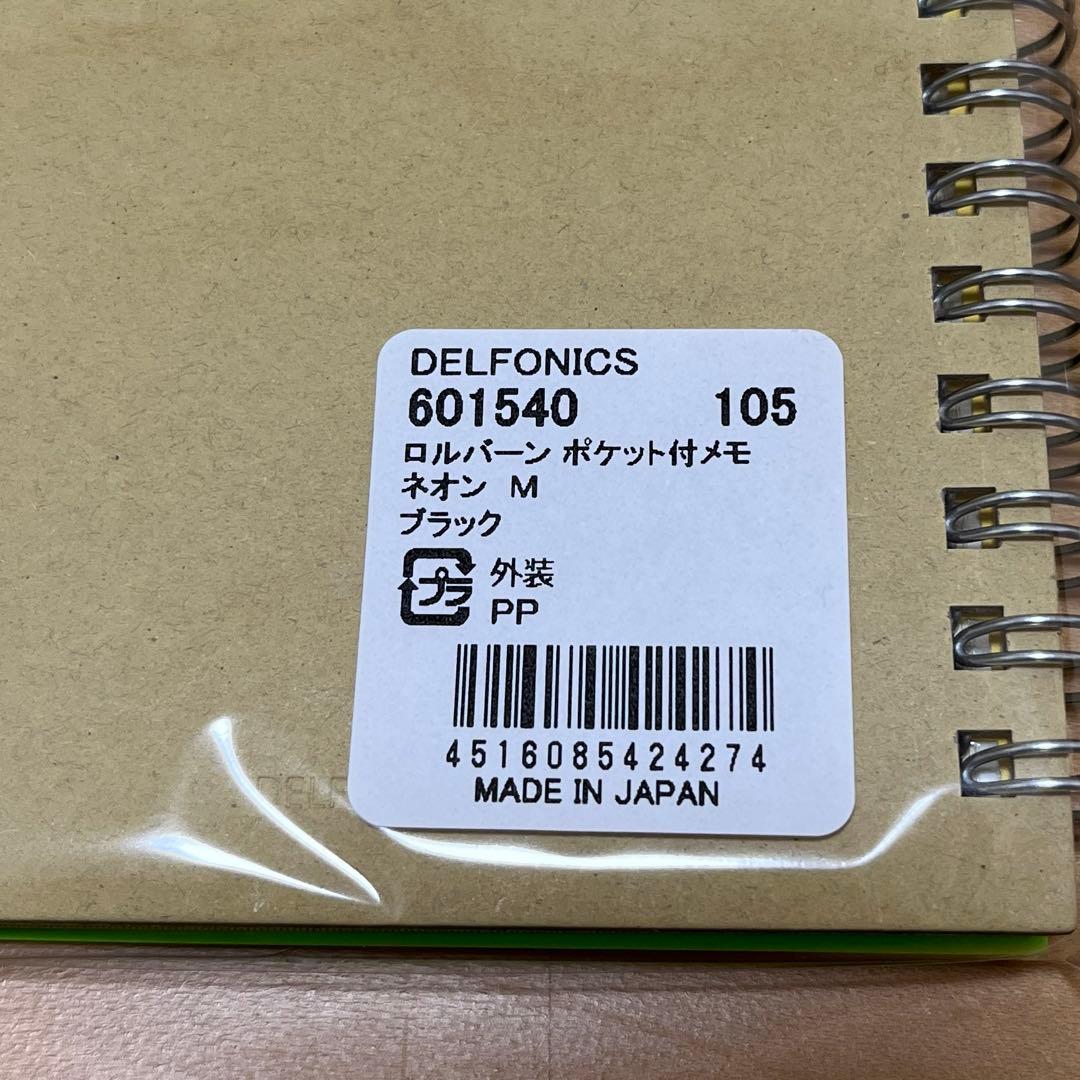 DELFONICS
601540 105
ロルバーン ポケット付メモ
ネオン M
ブラック
プラ 外装
PP
4516085424274
MADE IN JAPAN
DELF